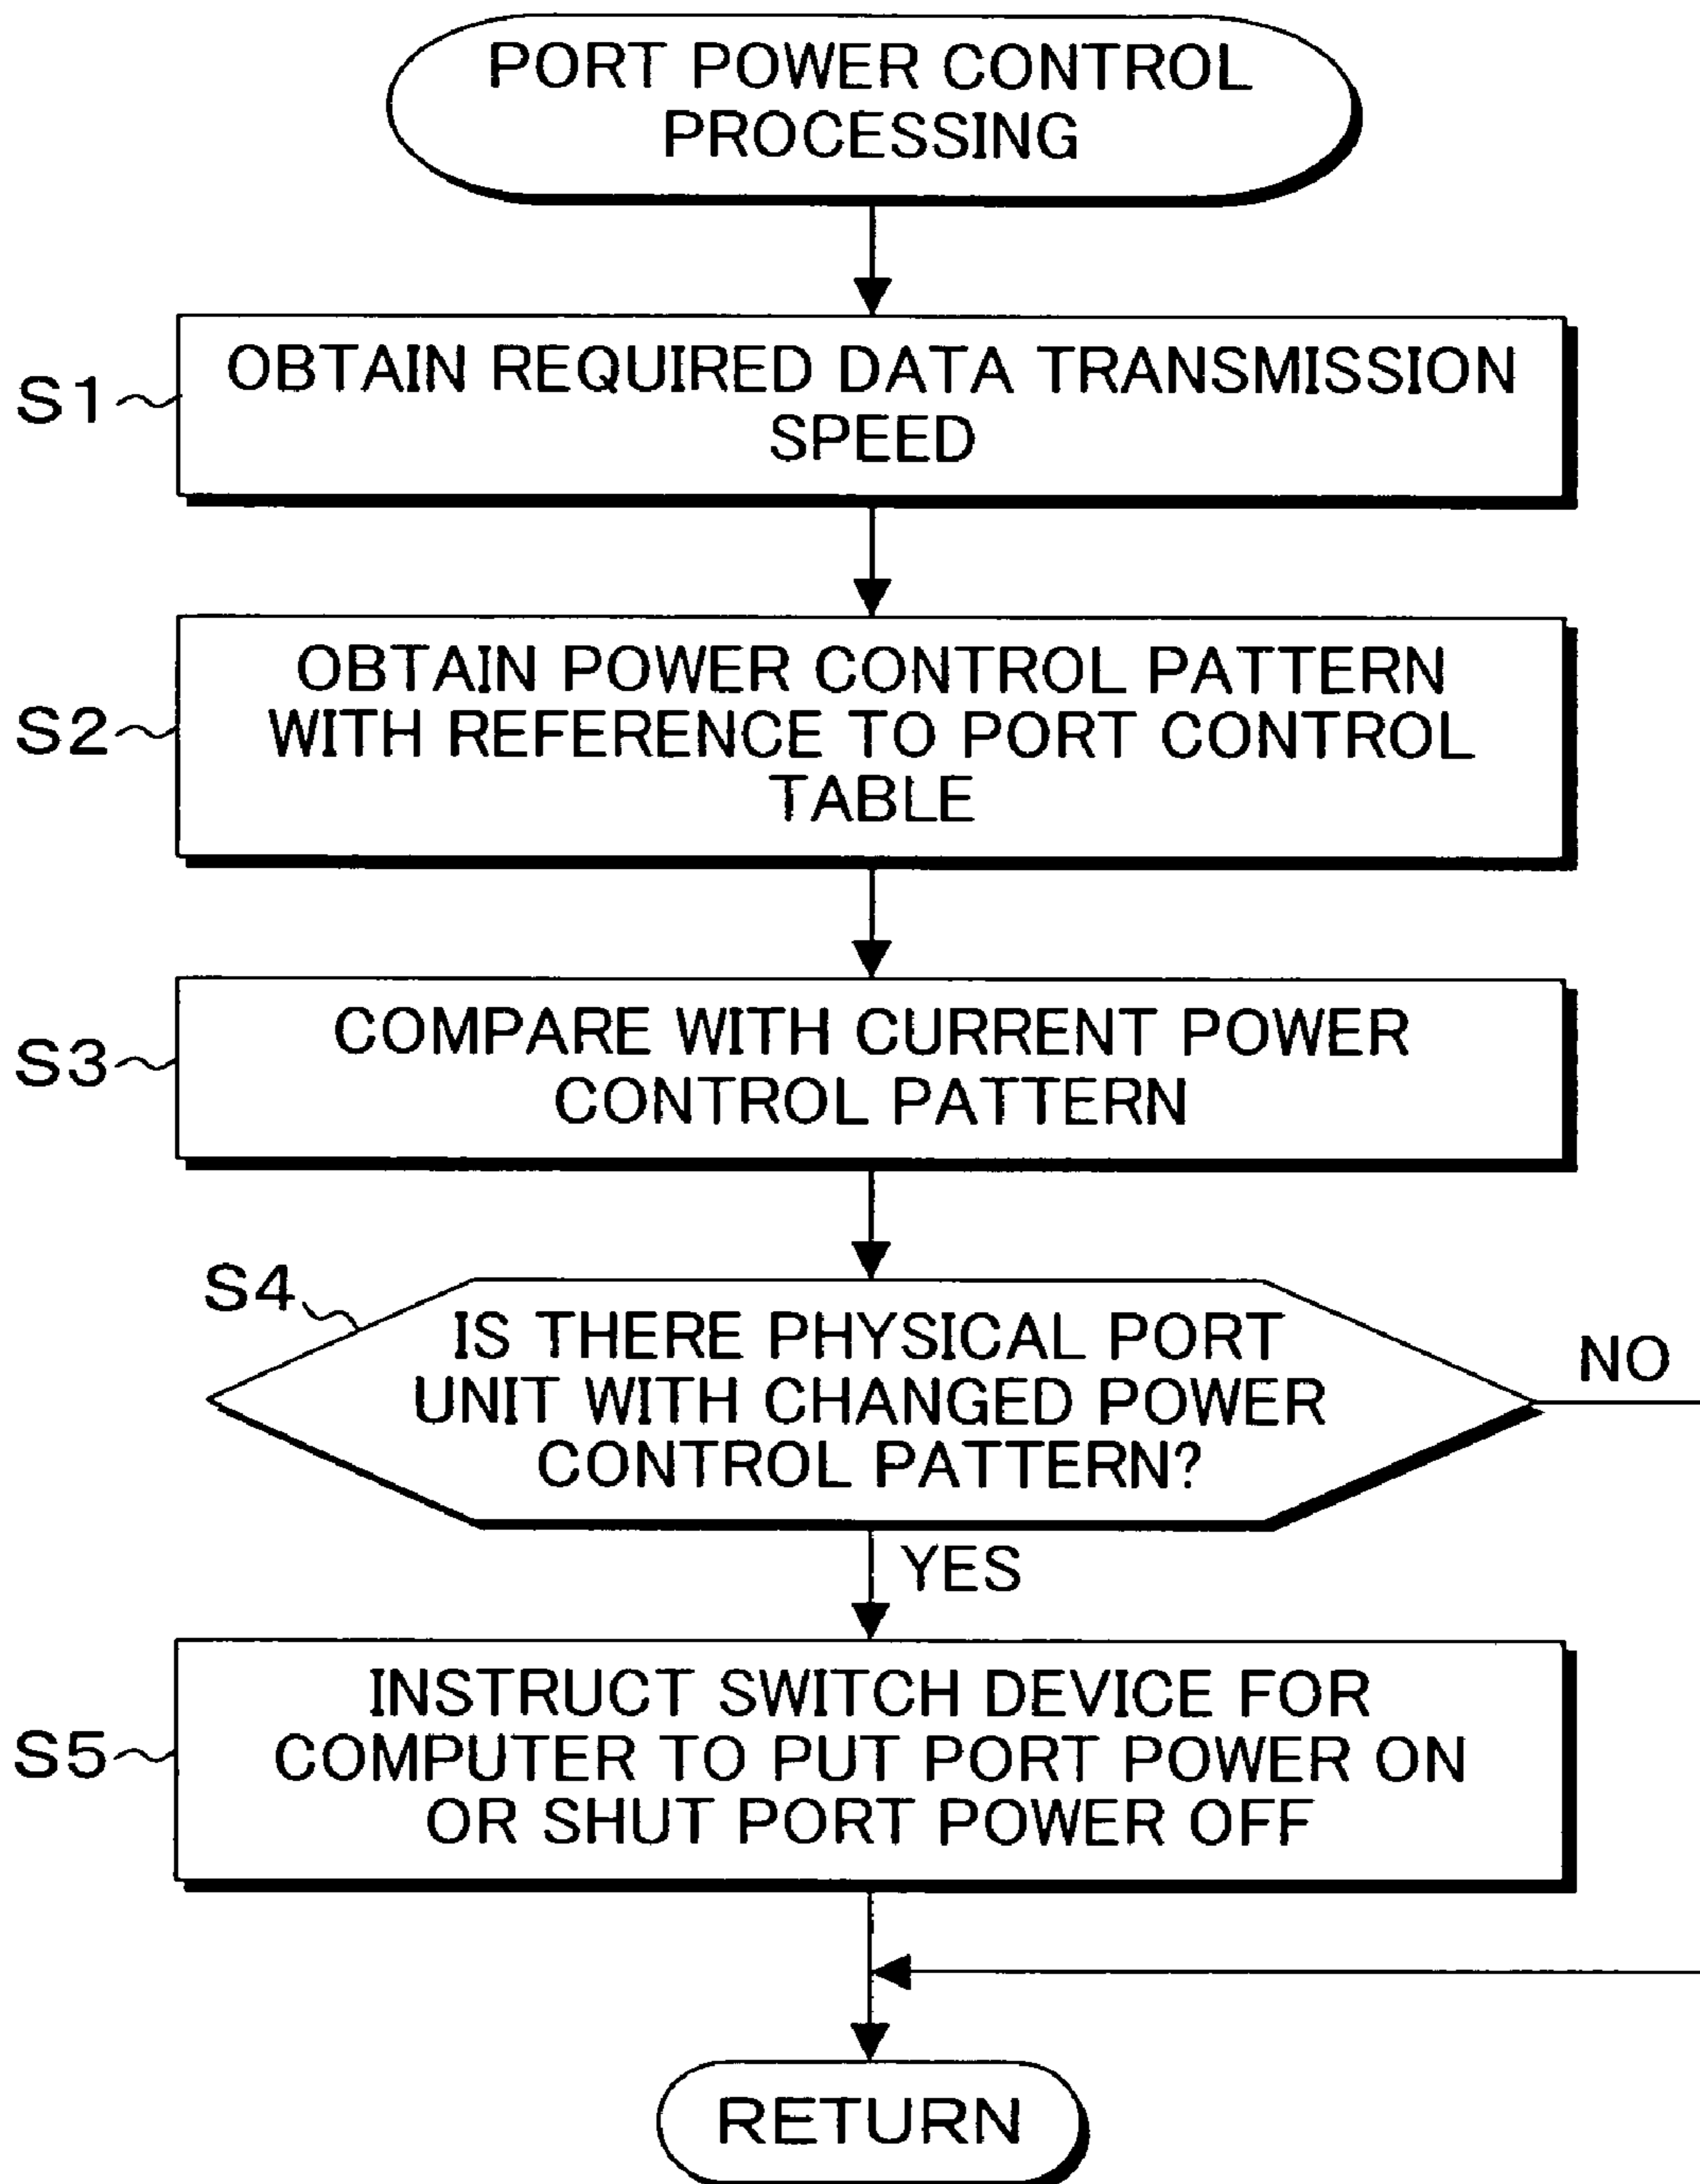 PORT POWER CONTROL
PROCESSING
S1
OBTAIN REQUIRED DATA TRANSMISSION
SPEED
S2
OBTAIN POWER CONTROL PATTERN
WITH REFERENCE TO PORT CONTROL
TABLE
S3
COMPARE WITH CURRENT POWER
CONTROL PATTERN
S4
IS THERE PHYSICAL PORT
UNIT WITH CHANGED POWER
CONTROL PATTERN?
NO
YES
S5
INSTRUCT SWITCH DEVICE FOR
COMPUTER TO PUT PORT POWER ON
OR SHUT PORT POWER OFF
RETURN